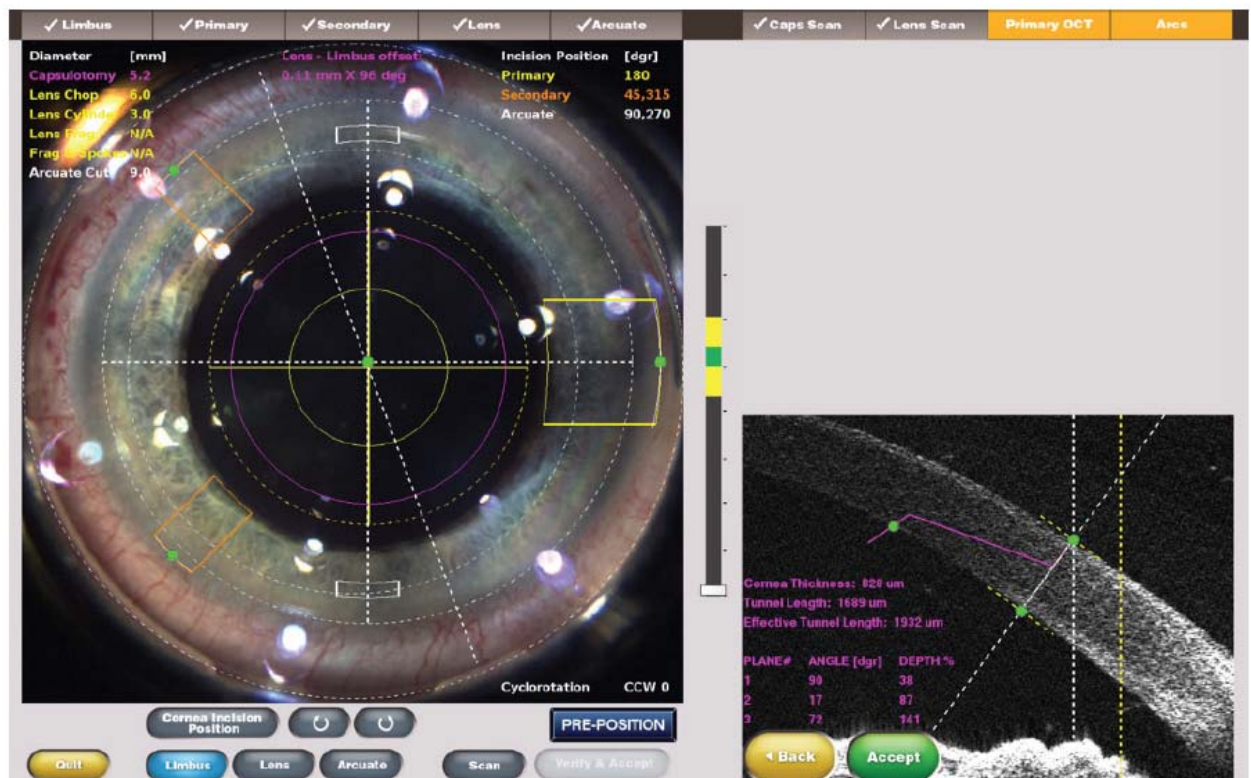 ✓ Limbus ✓ Primary ✓ Secondary ✓ Lens ✓ Arcuate
✓ Caps Scan ✓ Lens Scan Primary OCT Arcs
Diameter [mm]
Capsulotomy 5.2
Lens Chop 6.0
Lens Cylinder 3.0
Lens Frag N/A
Frag & Spokes N/A
Arcuate Cut 9.0
Lens - Limbus offset:
0.11 mm X 96 deg
Incision Position [dgr]
Primary 180
Secondary 45,315
Arcuate 90,270
Cyclorotation CCW 0
Cornea Thickness: 820 um
Tunnel Length: 1689 um
Effective Tunnel Length: 1932 um
PLANE# ANGLE [dgr] DEPTH %
1 90 38
2 17 87
3 72 141
Cornea Incision
Position
PRE-POSITION
Quit Limbus Lens Arcuate Scan Verify & Accept
Back Accept